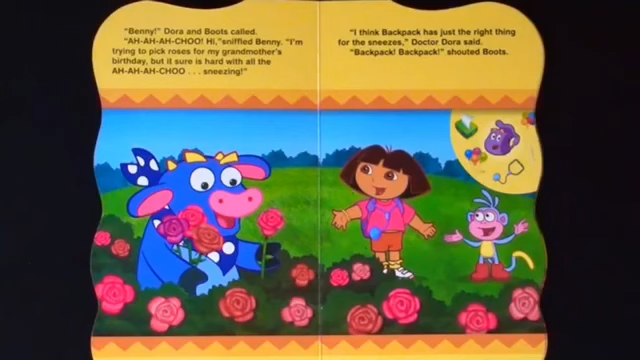 "Benny!" Dora and Boots called.
"AH-AH-AH-CHOO! Hi,"sniffled Benny. "I'm
trying to pick roses for my grandmother's
birthday, but it sure is hard with all the
AH-AH-AH-CHOO . . . sneezing!"
"I think Backpack has just the right thing
for the sneezes," Doctor Dora said.
"Backpack! Backpack!" shouted Boots.